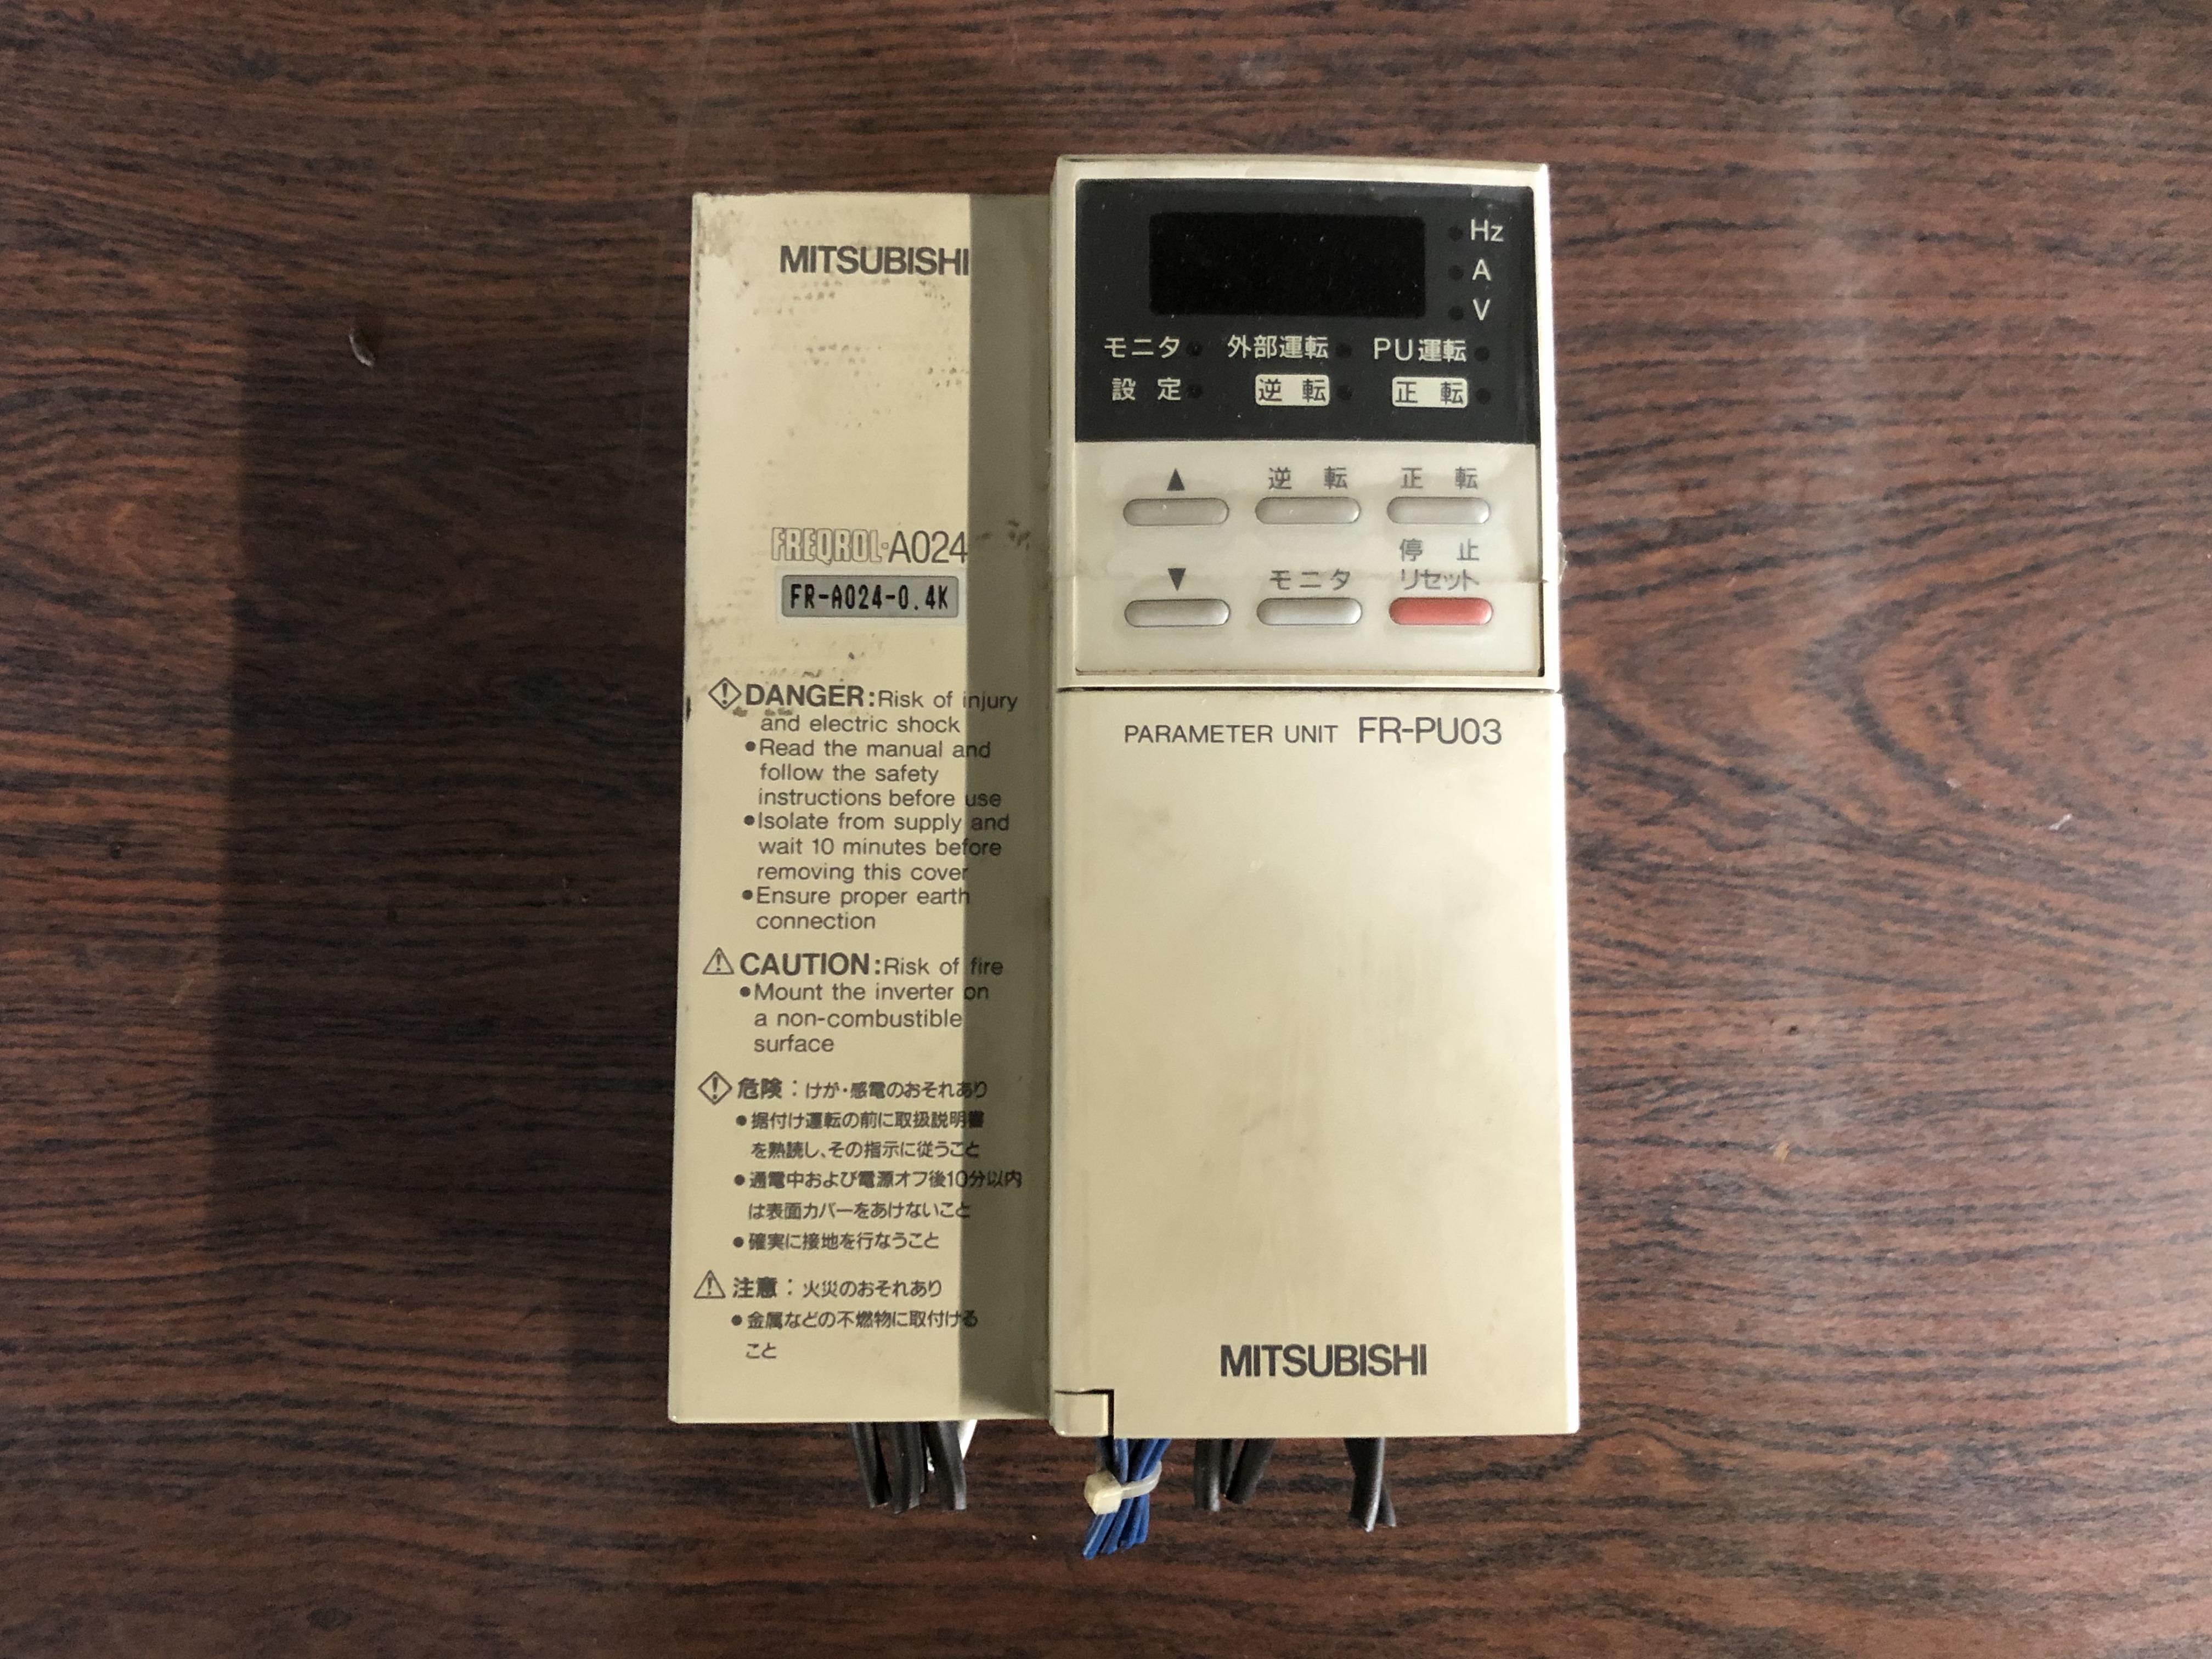 MITSUBISHI
FREQROL-A024
FR-A024-0.4K
DANGER:Risk of injury
and electric shock
●Read the manual and
follow the safety
instructions before use
●Isolate from supply and
wait 10 minutes before
removing this cover
●Ensure proper earth
connection
CAUTION:Risk of fire
●Mount the inverter on
a non-combustible
surface
危険：けが・感電のおそれあり
●据付け運転の前に取扱説明書
を熟読し、その指示に従うこと
●通電中および電源オフ後10分以内
は表面カバーをあけないこと
●確実に接地を行なうこと
注意：火災のおそれあり
●金属などの不燃物に取付ける
こと
Hz
A
V
モニタ 外部運転 PU運転
設定 逆転 正転
▲ 逆転 正転
停止
▼ モニタ リセット
PARAMETER UNIT FR-PU03
MITSUBISHI